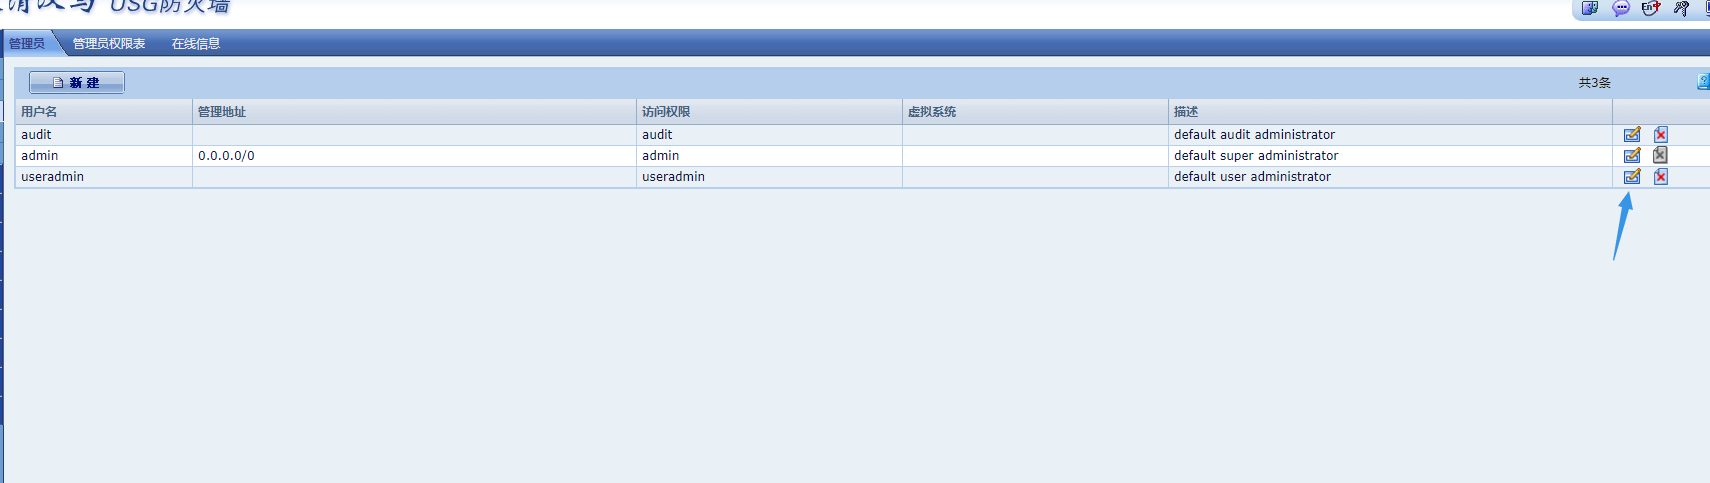 USG防火墙
管理员 管理员权限表 在线信息
新 建 共3条
用户名 管理地址 访问权限 虚拟系统 描述
audit audit default audit administrator
admin 0.0.0.0/0 admin default super administrator
useradmin useradmin default user administrator